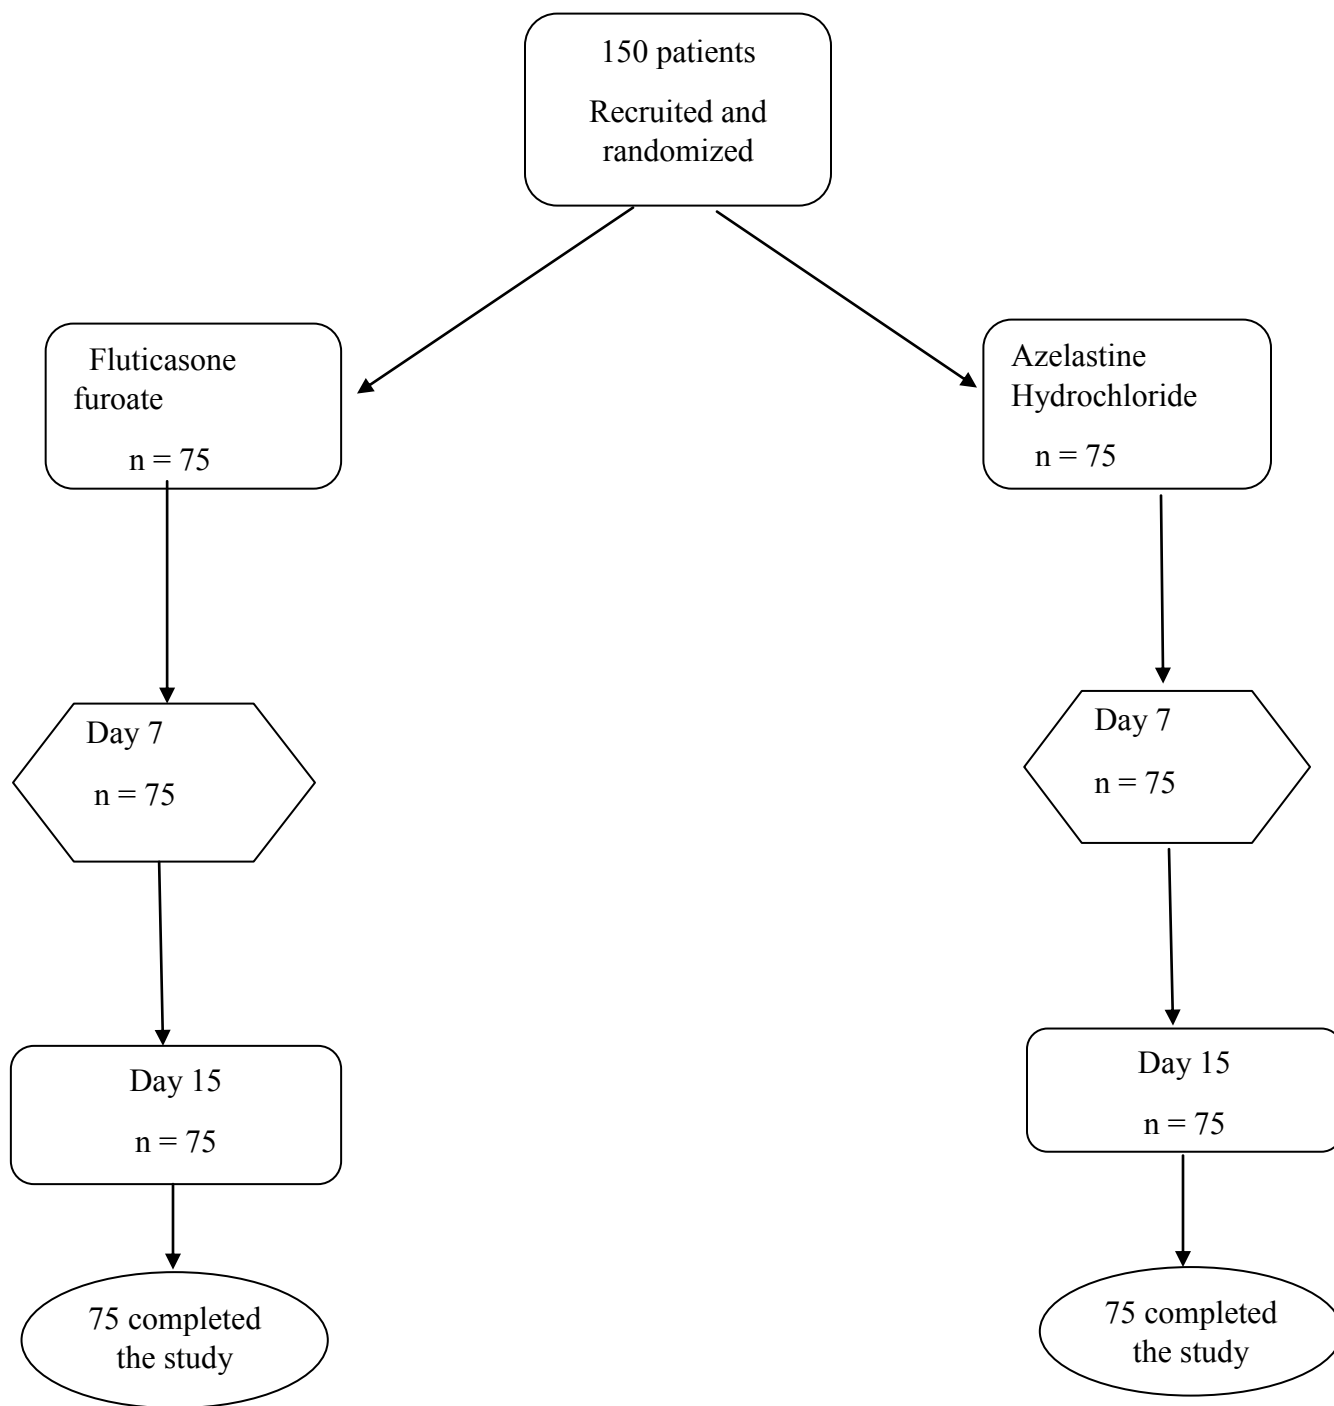 150 patients
Recruited and
randomized
Fluticasone
furoate
n = 75
Azelastine
Hydrochloride
n = 75
Day 7
n = 75
Day 7
n = 75
Day 15
n = 75
Day 15
n = 75
75 completed
the study
75 completed
the study